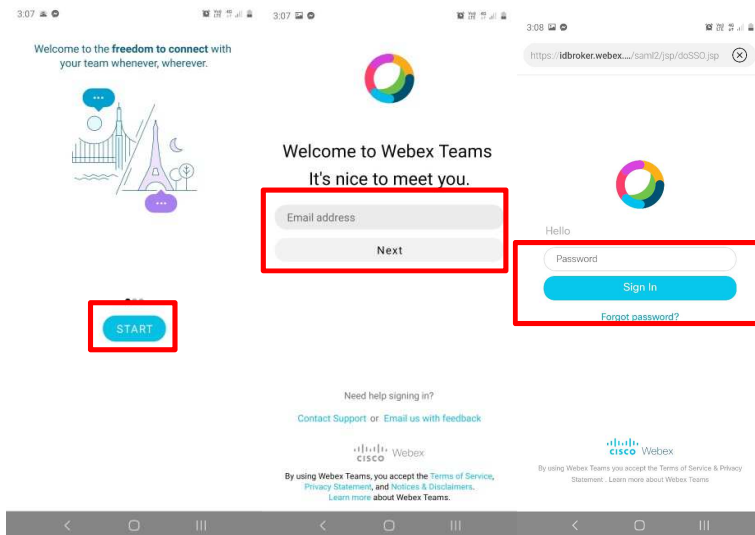 3:07
Welcome to the freedom to connect with
your team whenever, wherever.
START
3:07
Welcome to Webex Teams
It's nice to meet you.
Email address
Next
Need help signing in?
Contact Support or Email us with feedback
CISCO Webex
By using Webex Teams, you accept the Terms of Service,
Privacy Statement, and Notices & Disclaimers.
Learn more about Webex Teams.
3:08
https://idbroker.webex..../saml2/jsp/doSSO.jsp
Hello
Password
Sign In
Forgot password?
CISCO Webex
By using Webex Teams you accept the Terms of Service & Privacy
Statement . Learn more about Webex Teams